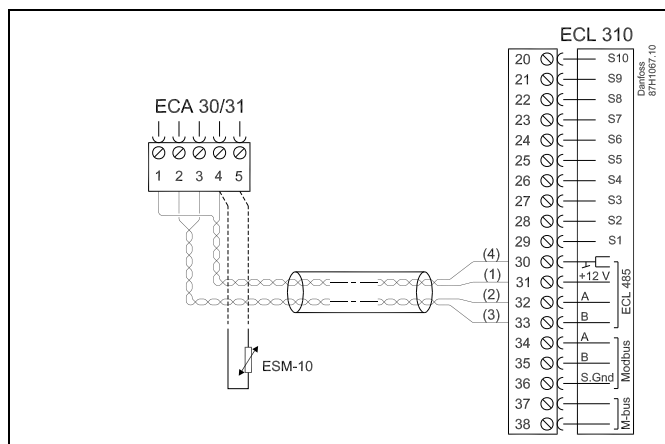 ECL 310
ECA 30/31
1 2 3 4 5
20 S10
21 S9
22 S8
23 S7
24 S6
25 S5
26 S4
27 S3
28 S2
29 S1
(4) 30
(1) 31 +12 V
(2) 32 A
(3) 33 B
ECL 485
34 A
35 B
36 S.Gnd
Modbus
37
38
M-bus
ESM-10
Danfoss
87H1067.10